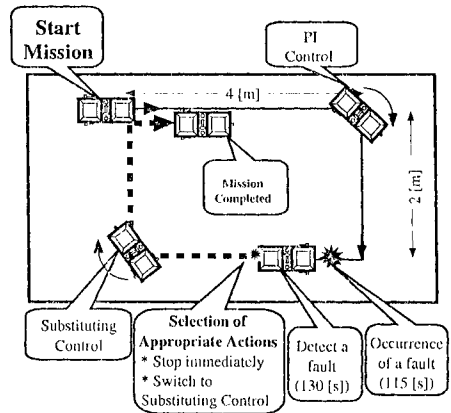 Start
Mission
PI
Control
4 [m]
2 [m]
Mission
Completed
Substituting
Control
Selection of
Appropriate Actions
* Stop immediately
* Switch to
Substituting Control
Detect a
fault
(130 [s])
Occurrence
of a fault
(115 [s])